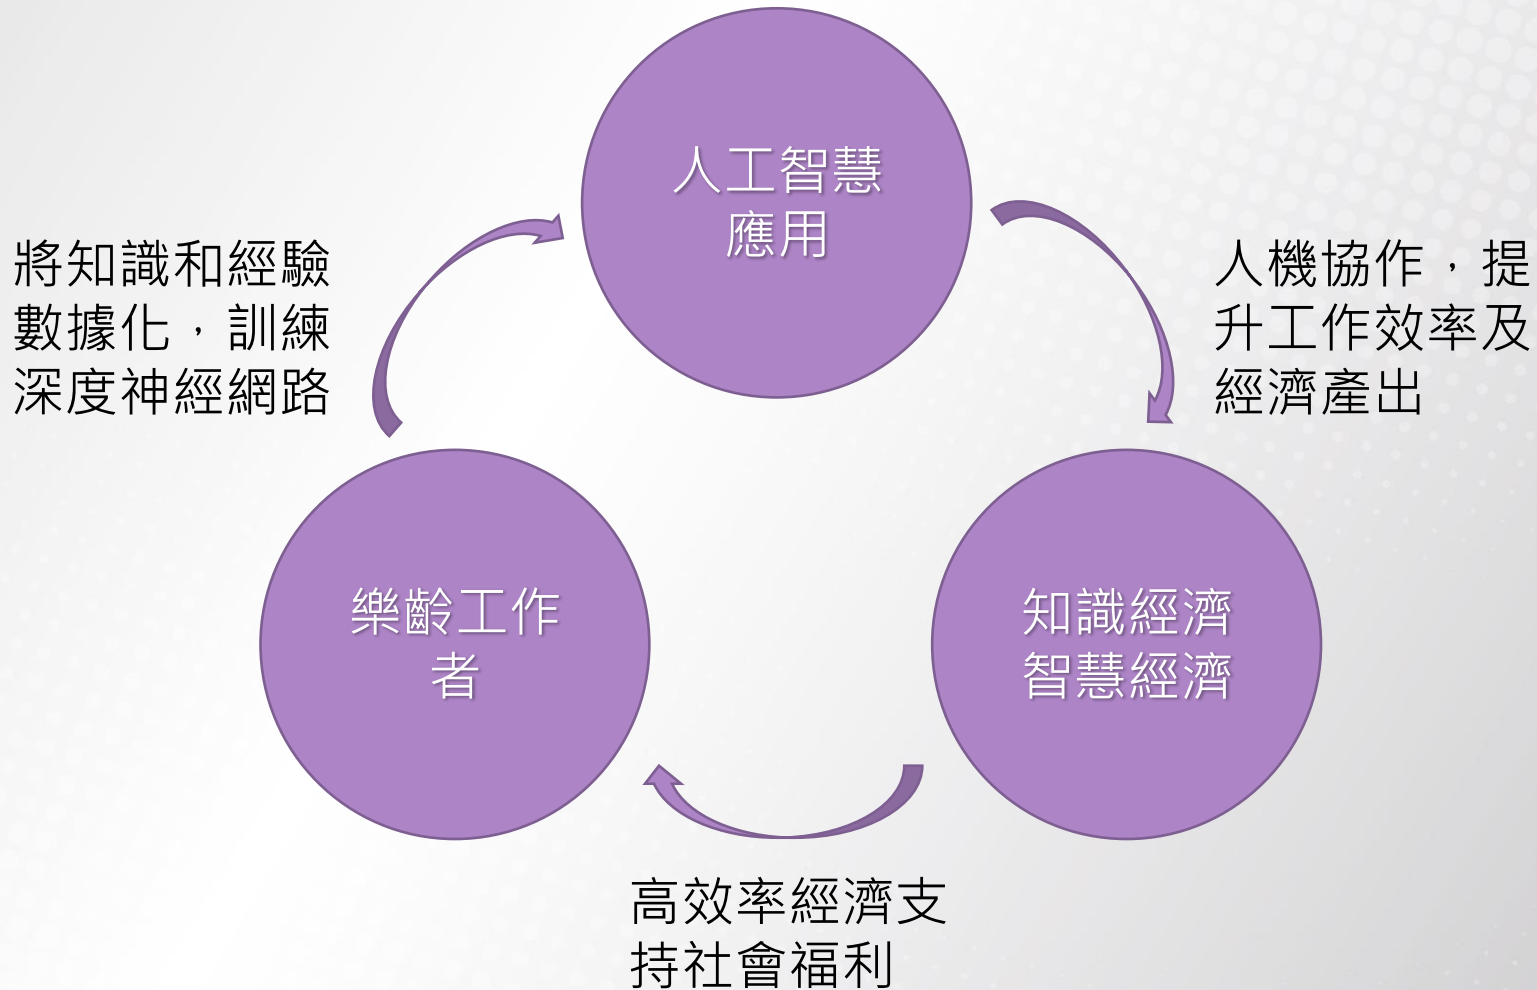 人工智慧
應用
將知識和經驗
數據化，訓練
深度神經網路
人機協作，提
升工作效率及
經濟產出
樂齡工作
者
知識經濟
智慧經濟
高效率經濟支
持社會福利